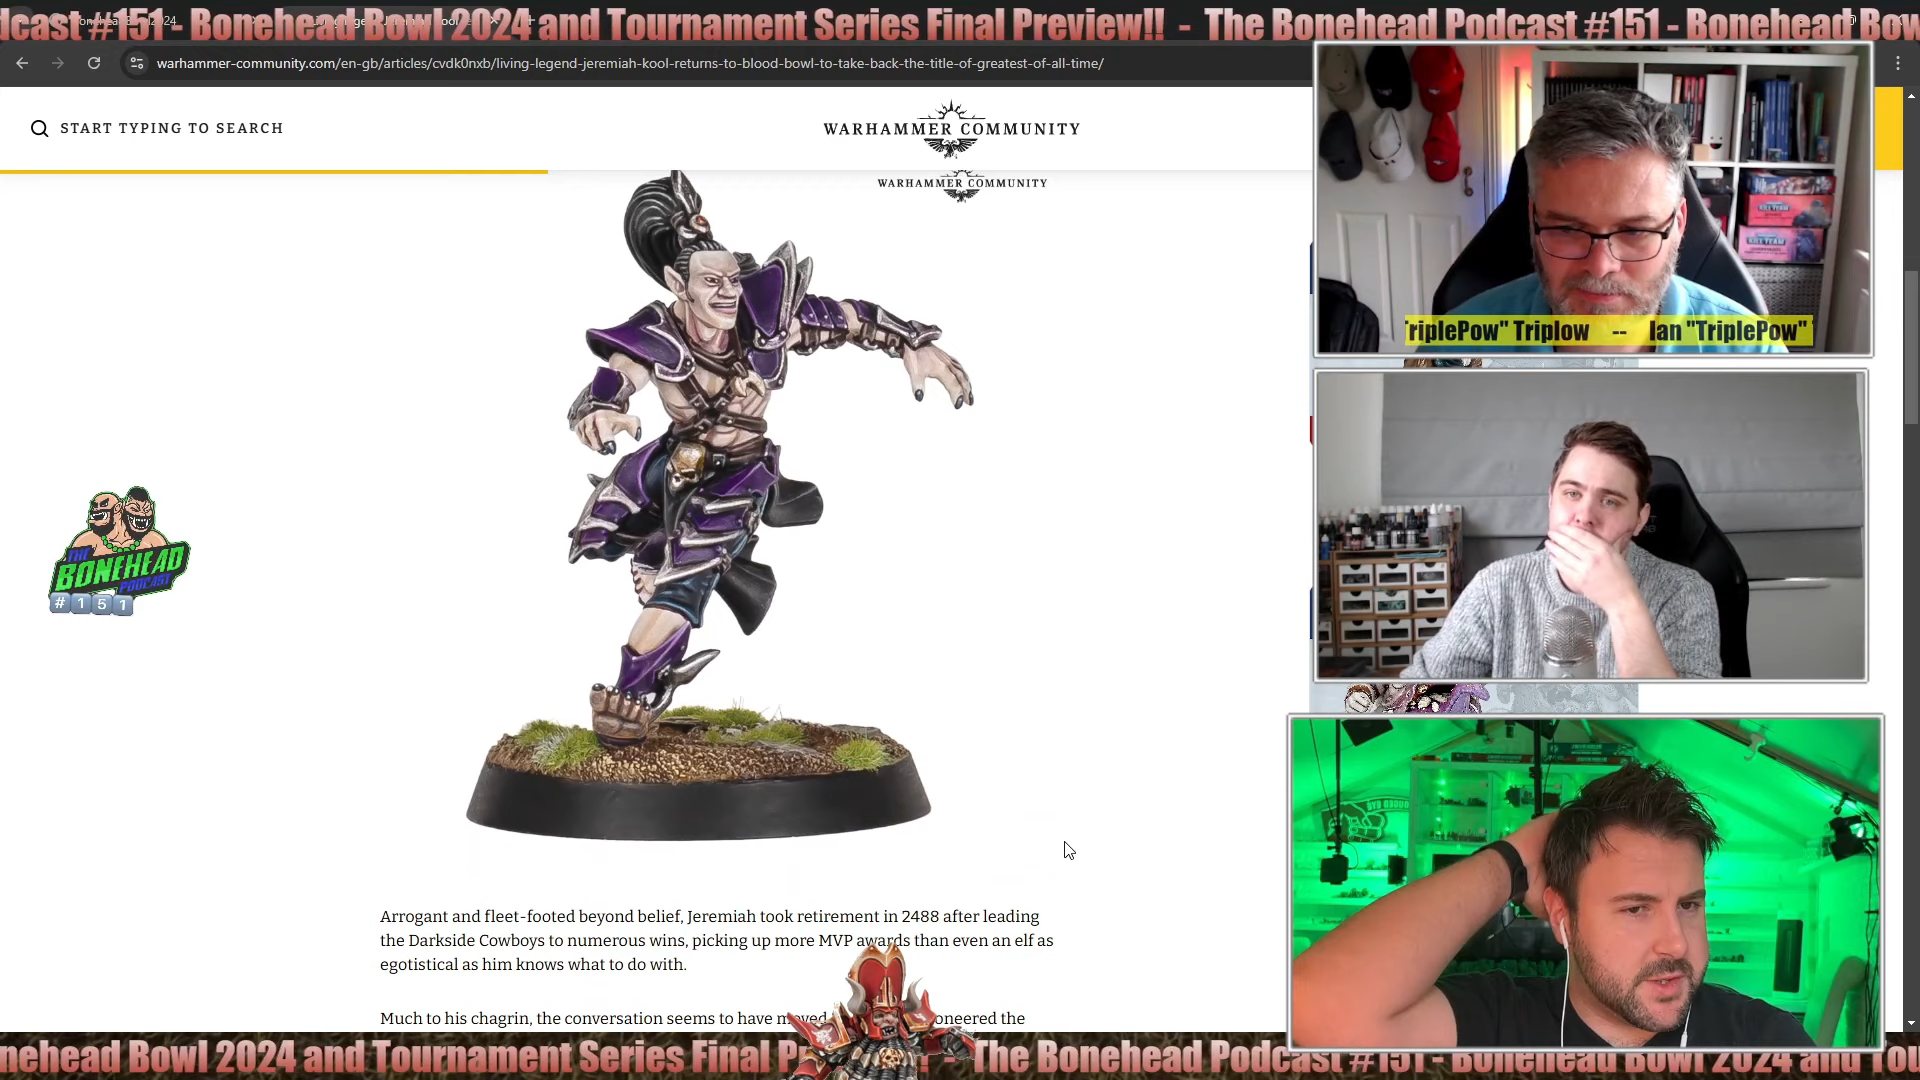 dcast #151 - Bonehead Bowl 2024 and Tournament Series Final Preview!! - The Bonehead Podcast #151 - Bonehead Bow
warhammer-community.com/en-gb/articles/cvdk0nxb/living-legend-jeremiah-kool-returns-to-blood-bowl-to-take-back-the-title-of-greatest-of-all-time/
START TYPING TO SEARCH
WARHAMMER COMMUNITY
WARHAMMER COMMUNITY
KILL TEAM
KILL TEAM
TriplePow" Triplow -- Ian "TriplePow"
THE
BONEHEAD
PODCAST
#151
Arrogant and fleet-footed beyond belief, Jeremiah took retirement in 2488 after leading
the Darkside Cowboys to numerous wins, picking up more MVP awards than even an elf as
egotistical as him knows what to do with.
Much to his chagrin, the conversation seems to have moved oneered the
nehead Bowl 2024 and Tournament Series Final P - The Bonehead Podcast #151 - Bonehead Bowl 2024 and Tou